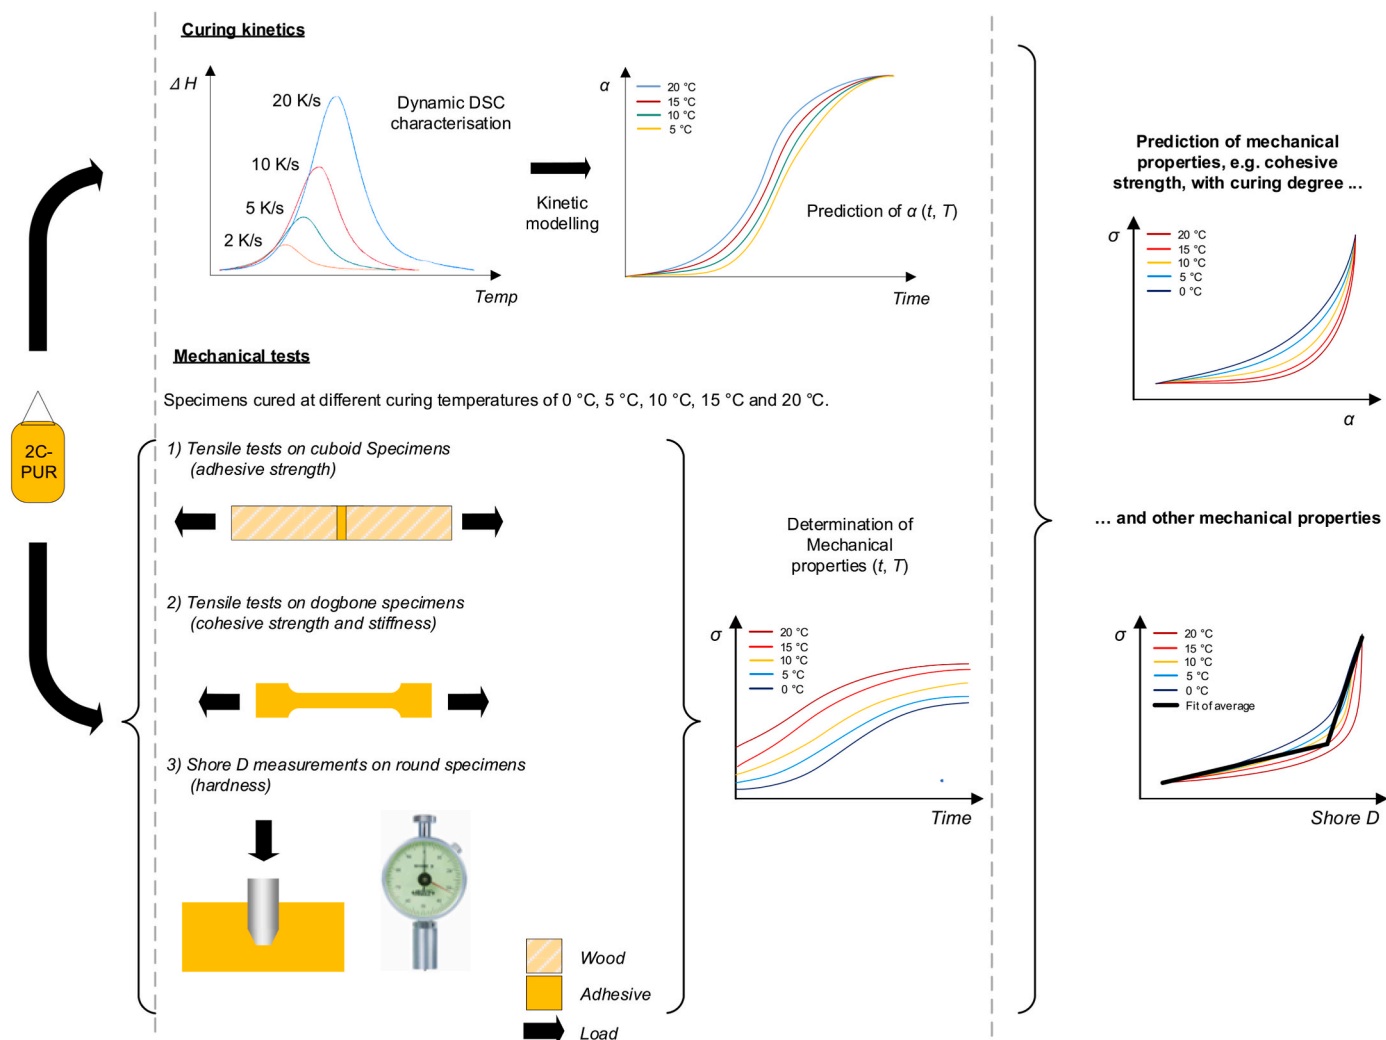 Curing kinetics
Δ H
20 K/s
10 K/s
5 K/s
2 K/s
Temp
Dynamic DSC
characterisation
Kinetic
modelling
α
20 °C
15 °C
10 °C
5 °C
Prediction of α (t, T)
Time
Mechanical tests
Specimens cured at different curing temperatures of 0 °C, 5 °C, 10 °C, 15 °C and 20 °C.
2C-
PUR
1) Tensile tests on cuboid Specimens
(adhesive strength)
2) Tensile tests on dogbone specimens
(cohesive strength and stiffness)
3) Shore D measurements on round specimens
(hardness)
Wood
Adhesive
Load
Determination of
Mechanical
properties (t, T)
σ
20 °C
15 °C
10 °C
5 °C
0 °C
Time
Prediction of mechanical
properties, e.g. cohesive
strength, with curing degree ...
σ
20 °C
15 °C
10 °C
5 °C
0 °C
α
... and other mechanical properties
σ
20 °C
15 °C
10 °C
5 °C
0 °C
Fit of average
Shore D